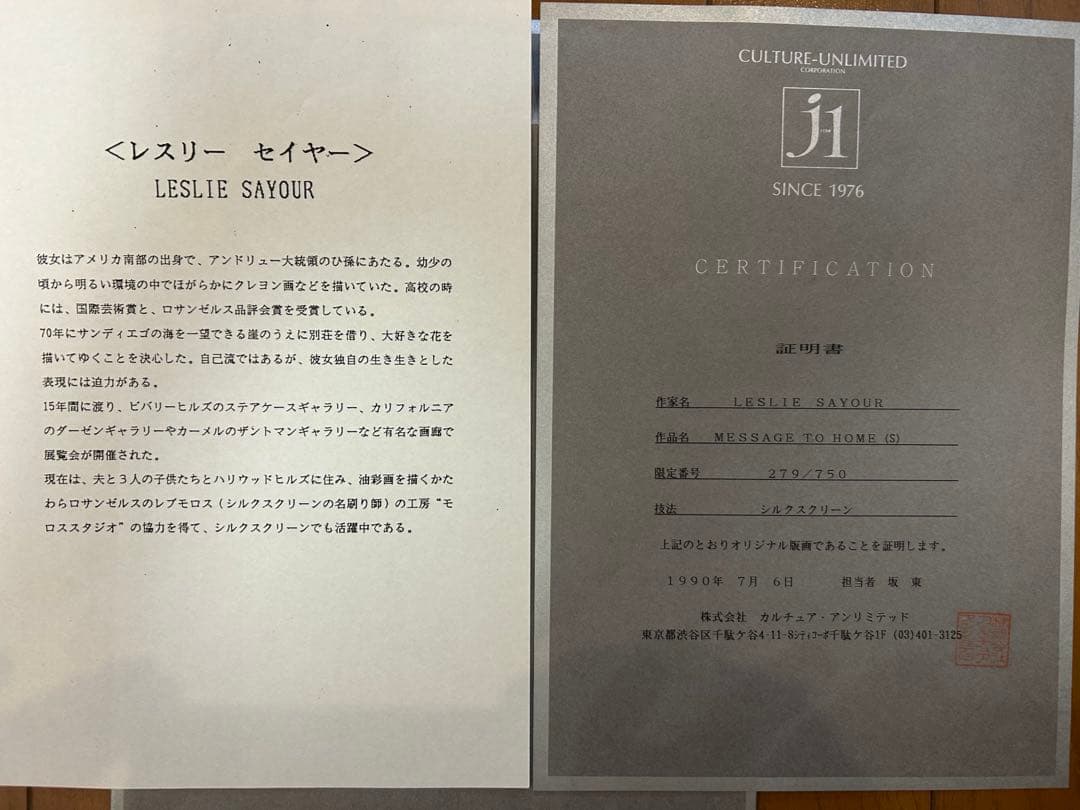 ＜レスリー　セイヤー＞
LESLIE SAYOUR
彼女はアメリカ南部の出身で、アンドリュー大統領のひ孫にあたる。幼少の
頃から明るい環境の中でほがらかにクレヨン画などを描いていた。高校の時
には、国際芸術賞と、ロサンゼルス品評会賞を受賞している。
70年にサンディエゴの海を一望できる崖のうえに別荘を借り、大好きな花を
描いてゆくことを決心した。自己流ではあるが、彼女独自の生き生きとした
表現には迫力がある。
15年間に渡り、ビバリーヒルズのステアケースギャラリー、カリフォルニア
のダーゼンギャラリーやカーメルのザントマンギャラリーなど有名な画廊で
展覧会が開催された。
現在は、夫と３人の子供たちとハリウッドヒルズに住み、油彩画を描くかた
わらロサンゼルスのレブモロス（シルクスクリーンの名刷り師）の工房“モ
ロススタジオ”の協力を得て、シルクスクリーンでも活躍中である。
CULTURE-UNLIMITED
CORPORATION
j1
SINCE 1976
CERTIFICATION
証明書
作家名　LESLIE SAYOUR
作品名　MESSAGE TO HOME (S)
限定番号　279/750
技法　シルクスクリーン
上記のとおりオリジナル版画であることを証明します。
1990年 7月 6日　担当者 坂 東
株式会社 カルチュア・アンリミテッド
東京都渋谷区千駄ケ谷4-11-8シティコーポ千駄ケ谷1F (03)401-3125